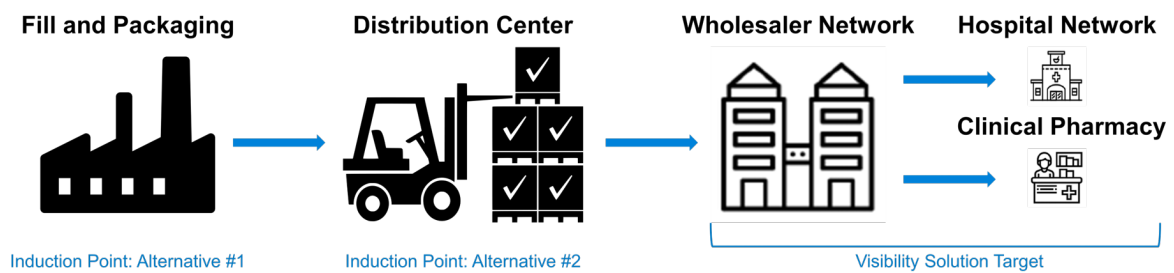 Fill and Packaging
Distribution Center
Wholesaler Network
Hospital Network
Clinical Pharmacy
Induction Point: Alternative #1
Induction Point: Alternative #2
Visibility Solution Target